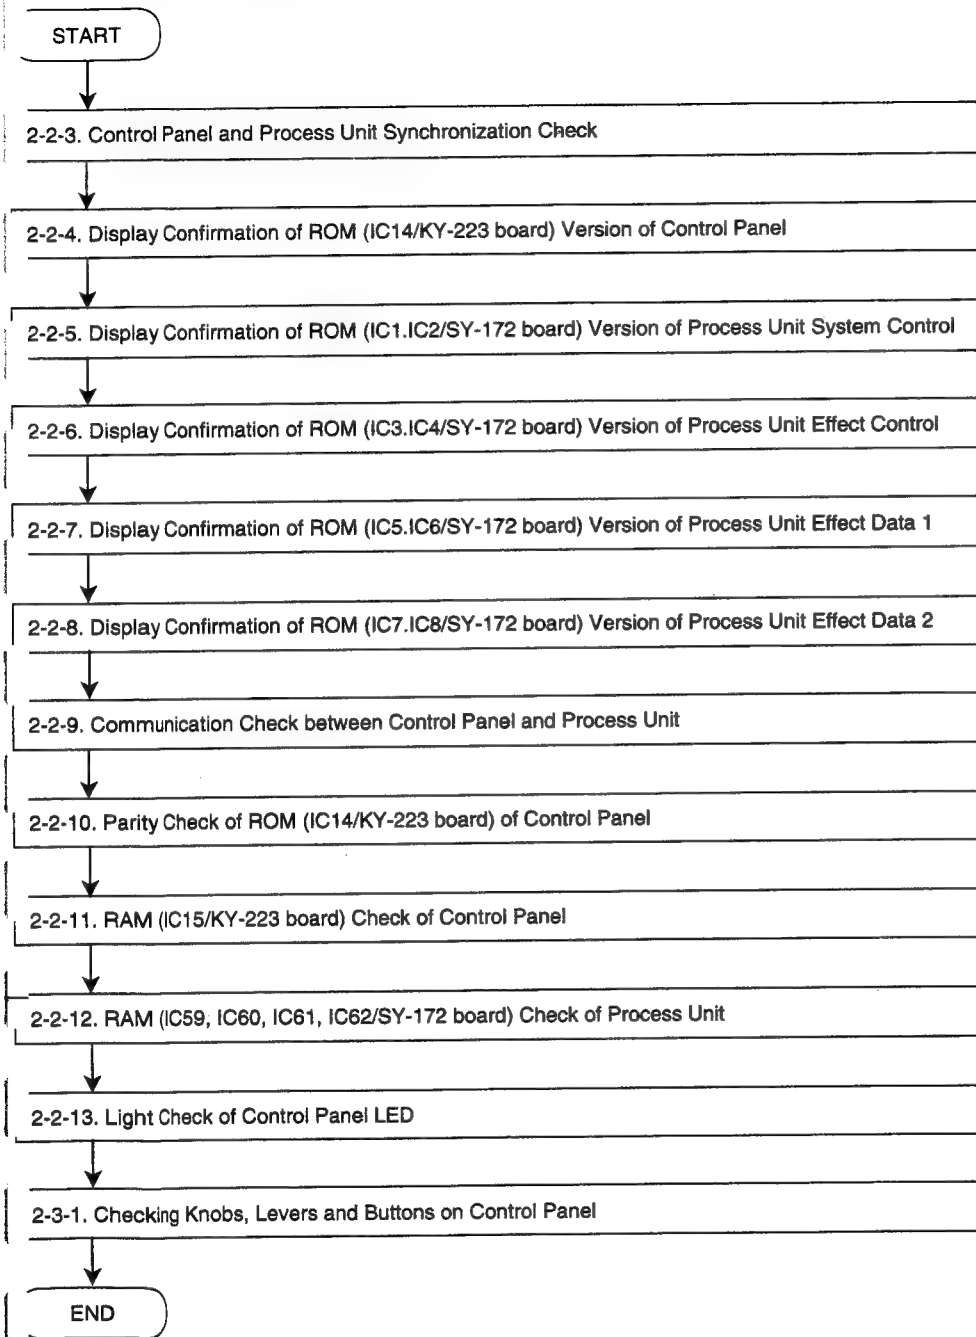 START
2-2-3. Control Panel and Process Unit Synchronization Check
2-2-4. Display Confirmation of ROM (IC14/KY-223 board) Version of Control Panel
2-2-5. Display Confirmation of ROM (IC1.IC2/SY-172 board) Version of Process Unit System Control
2-2-6. Display Confirmation of ROM (IC3.IC4/SY-172 board) Version of Process Unit Effect Control
2-2-7. Display Confirmation of ROM (IC5.IC6/SY-172 board) Version of Process Unit Effect Data 1
2-2-8. Display Confirmation of ROM (IC7.IC8/SY-172 board) Version of Process Unit Effect Data 2
2-2-9. Communication Check between Control Panel and Process Unit
2-2-10. Parity Check of ROM (IC14/KY-223 board) of Control Panel
2-2-11. RAM (IC15/KY-223 board) Check of Control Panel
2-2-12. RAM (IC59, IC60, IC61, IC62/SY-172 board) Check of Process Unit
2-2-13. Light Check of Control Panel LED
2-3-1. Checking Knobs, Levers and Buttons on Control Panel
END